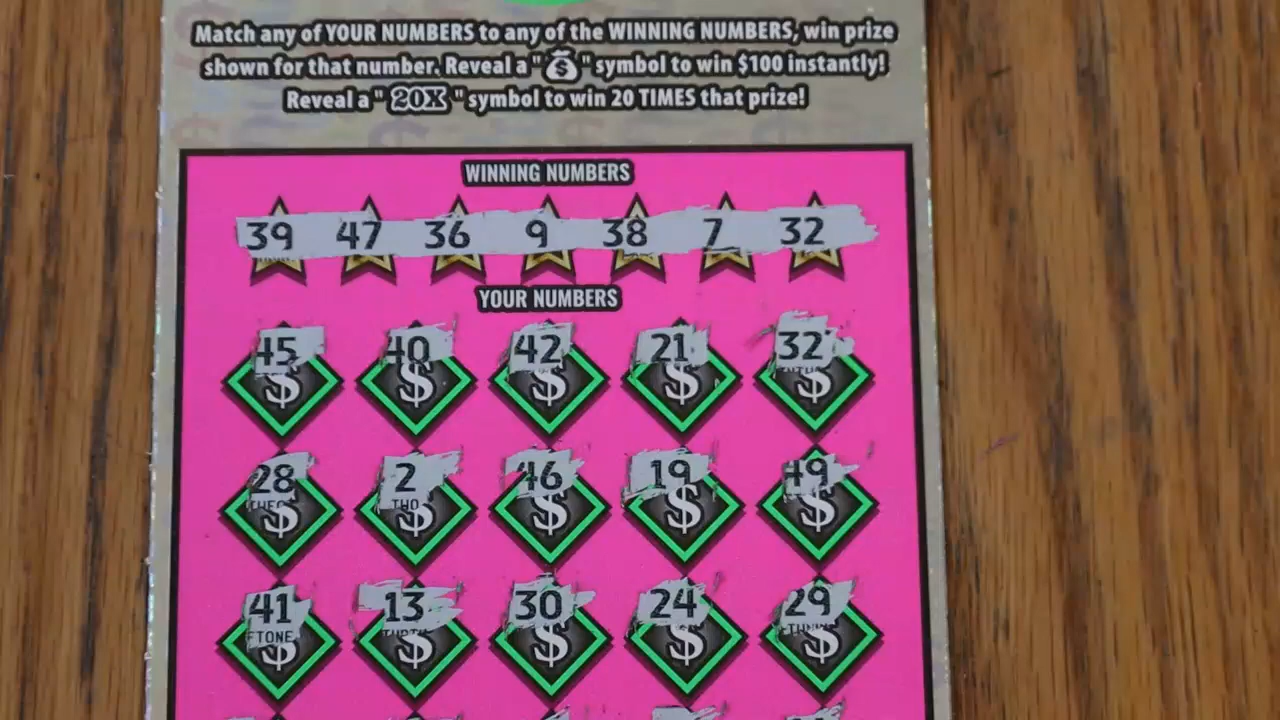 Match any of YOUR NUMBERS to any of the WINNING NUMBERS, win prize
shown for that number. Reveal a " $ " symbol to win $100 instantly!
Reveal a " 20X " symbol to win 20 TIMES that prize!
WINNING NUMBERS
39 47 36 9 38 7 32
YOUR NUMBERS
45 40 42 21 32
$ $ $ $ $
28 2 46 19 49
THO
$ $ $ $ $
41 13 30 24 29
FTONE
$ $ $ $ $